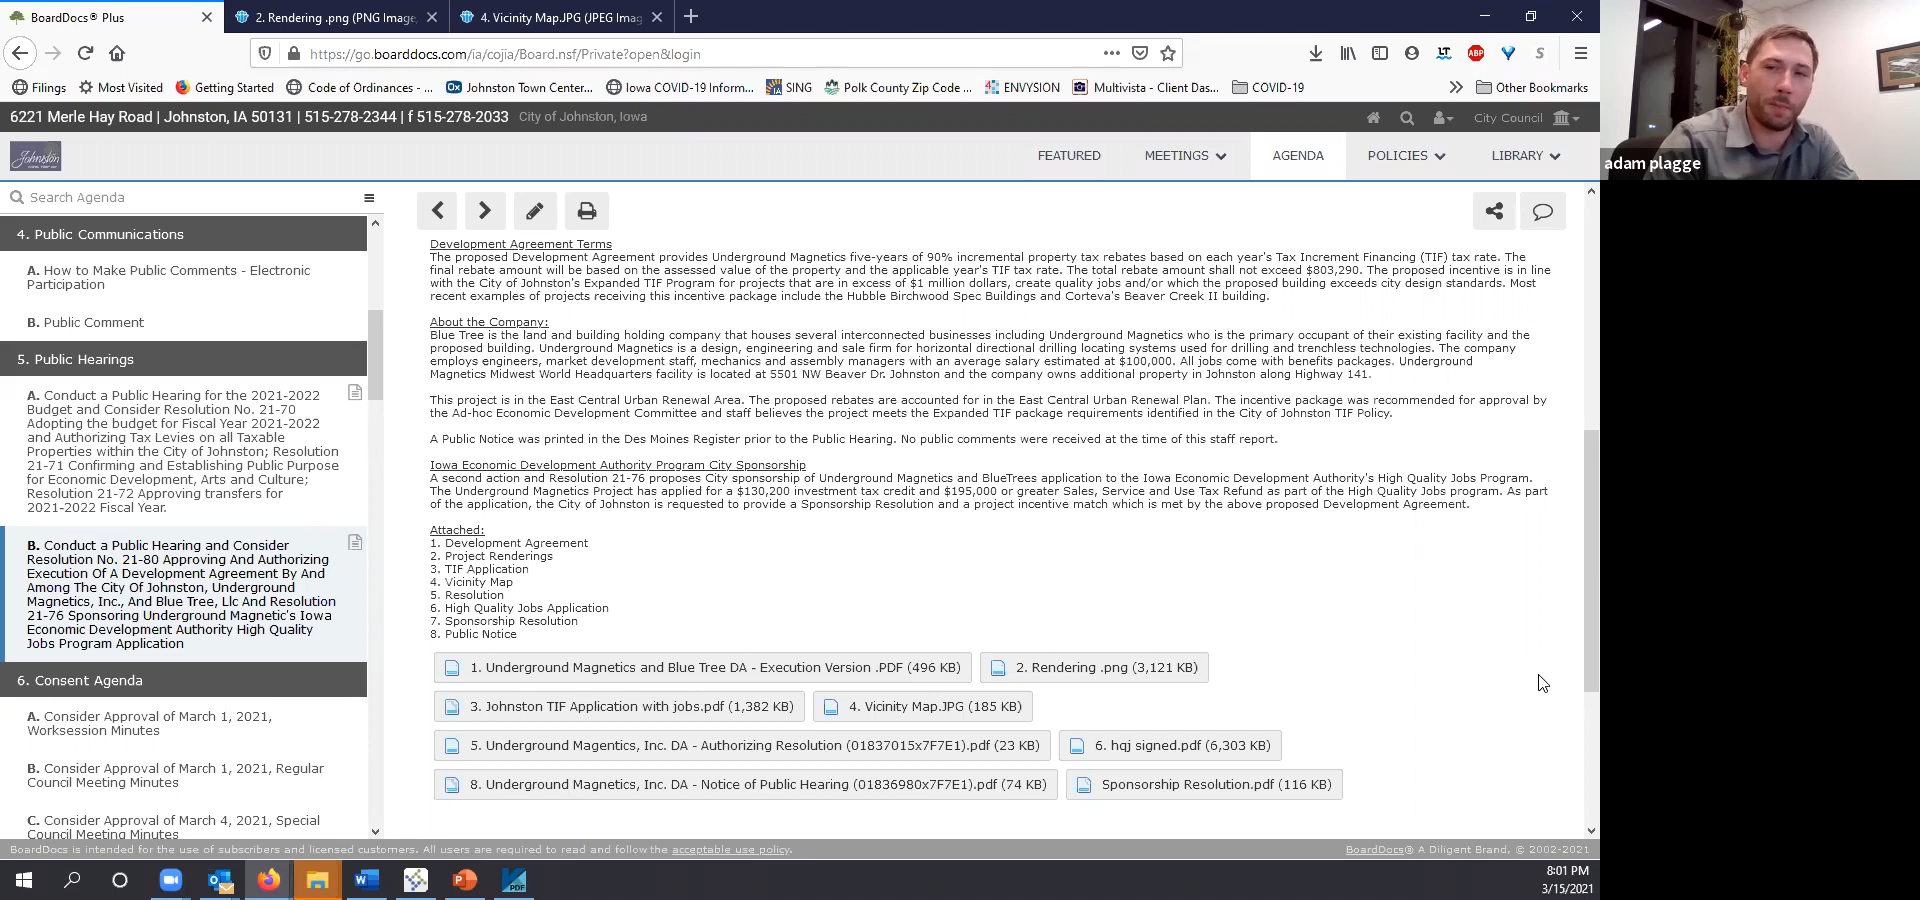 BoardDocs® Plus
2. Rendering .png (PNG Image,
4. Vicinity Map.JPG (JPEG Imag
https://go.boarddocs.com/ia/cojia/Board.nsf/Private?open&login
Filings
Most Visited
Getting Started
Code of Ordinances - ...
Johnston Town Center...
Iowa COVID-19 Inform...
SING
Polk County Zip Code ...
ENVYSION
Multivista - Client Das...
COVID-19
Other Bookmarks
6221 Merle Hay Road | Johnston, IA 50131 | 515-278-2344 | f 515-278-2033
City of Johnston, Iowa
City Council
Johnston
FEATURED
MEETINGS
AGENDA
POLICIES
LIBRARY
adam plagge
Search Agenda
4. Public Communications
A. How to Make Public Comments - Electronic
Participation
B. Public Comment
5. Public Hearings
A. Conduct a Public Hearing for the 2021-2022
Budget and Consider Resolution No. 21-70
Adopting the budget for Fiscal Year 2021-2022
and Authorizing Tax Levies on all Taxable
Properties within the City of Johnston; Resolution
21-71 Confirming and Establishing Public Purpose
for Economic Development, Arts and Culture;
Resolution 21-72 Approving transfers for
2021-2022 Fiscal Year.
B. Conduct a Public Hearing and Consider
Resolution No. 21-80 Approving And Authorizing
Execution Of A Development Agreement By And
Among The City Of Johnston, Underground
Magnetics, Inc., And Blue Tree, Llc And Resolution
21-76 Sponsoring Underground Magnetic's Iowa
Economic Development Authority High Quality
Jobs Program Application
6. Consent Agenda
A. Consider Approval of March 1, 2021,
Worksession Minutes
B. Consider Approval of March 1, 2021, Regular
Council Meeting Minutes
C. Consider Approval of March 4, 2021, Special
Council Meeting Minutes
Development Agreement Terms
The proposed Development Agreement provides Underground Magnetics five-years of 90% incremental property tax rebates based on each year's Tax Increment Financing (TIF) tax rate. The
final rebate amount will be based on the assessed value of the property and the applicable year's TIF tax rate. The total rebate amount shall not exceed $803,290. The proposed incentive is in line
with the City of Johnston's Expanded TIF Program for projects that are in excess of $1 million dollars, create quality jobs and/or which the proposed building exceeds city design standards. Most
recent examples of projects receiving this incentive package include the Hubble Birchwood Spec Buildings and Corteva's Beaver Creek II building.
About the Company:
Blue Tree is the land and building holding company that houses several interconnected businesses including Underground Magnetics who is the primary occupant of their existing facility and the
proposed building. Underground Magnetics is a design, engineering and sale firm for horizontal directional drilling locating systems used for drilling and trenchless technologies. The company
employs engineers, market development staff, mechanics and assembly managers with an average salary estimated at $100,000. All jobs come with benefits packages. Underground
Magnetics Midwest World Headquarters facility is located at 5501 NW Beaver Dr. Johnston and the company owns additional property in Johnston along Highway 141.
This project is in the East Central Urban Renewal Area. The proposed rebates are accounted for in the East Central Urban Renewal Plan. The incentive package was recommended for approval by
the Ad-hoc Economic Development Committee and staff believes the project meets the Expanded TIF package requirements identified in the City of Johnston TIF Policy.
A Public Notice was printed in the Des Moines Register prior to the Public Hearing. No public comments were received at the time of this staff report.
Iowa Economic Development Authority Program City Sponsorship
A second action and Resolution 21-76 proposes City sponsorship of Underground Magnetics and BlueTrees application to the Iowa Economic Development Authority's High Quality Jobs Program.
The Underground Magnetics Project has applied for a $130,200 investment tax credit and $195,000 or greater Sales, Service and Use Tax Refund as part of the High Quality Jobs program. As part
of the application, the City of Johnston is requested to provide a Sponsorship Resolution and a project incentive match which is met by the above proposed Development Agreement.
Attached:
1. Development Agreement
2. Project Renderings
3. TIF Application
4. Vicinity Map
5. Resolution
6. High Quality Jobs Application
7. Sponsorship Resolution
8. Public Notice
1. Underground Magnetics and Blue Tree DA - Execution Version .PDF (496 KB)
2. Rendering .png (3,121 KB)
3. Johnston TIF Application with jobs.pdf (1,382 KB)
4. Vicinity Map.JPG (185 KB)
5. Underground Magentics, Inc. DA - Authorizing Resolution (01837015x7F7E1).pdf (23 KB)
6. hqj signed.pdf (6,303 KB)
8. Underground Magnetics, Inc. DA - Notice of Public Hearing (01836980x7F7E1).pdf (74 KB)
Sponsorship Resolution.pdf (116 KB)
BoardDocs is intended for the use of subscribers and licensed customers. All users are required to read and follow the acceptable use policy.
BoardDocs® A Diligent Brand, © 2002-2021
8:01 PM
3/15/2021